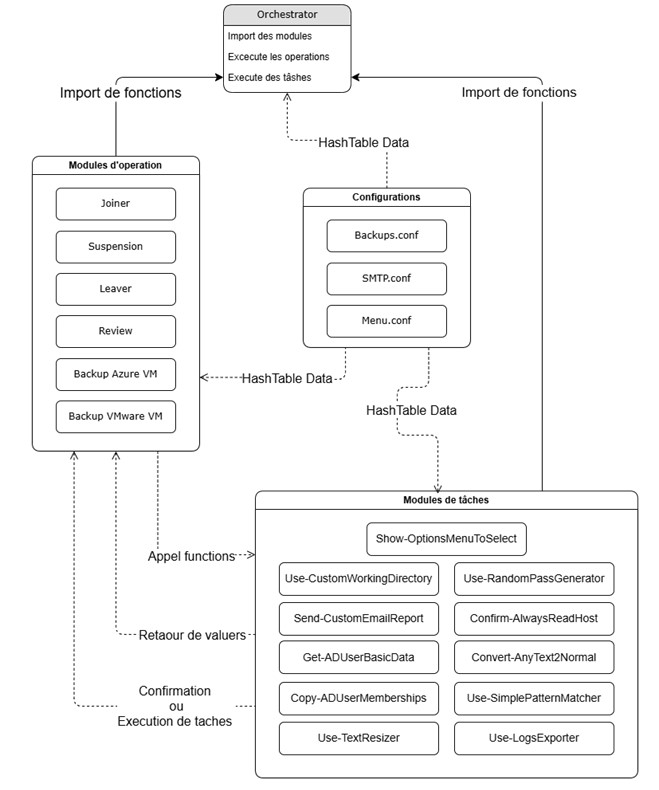 Orchestrator
Import des modules
Excecute les operations
Execute des tâshes
Import de fonctions
Import de fonctions
HashTable Data
Modules d'operation
Joiner
Suspension
Leaver
Review
Backup Azure VM
Backup VMware VM
Configurations
Backups.conf
SMTP.conf
Menu.conf
HashTable Data
HashTable Data
Modules de tâches
Show-OptionsMenuToSelect
Use-CustomWorkingDirectory
Use-RandomPassGenerator
Send-CustomEmailReport
Confirm-AlwaysReadHost
Get-ADUserBasicData
Convert-AnyText2Normal
Copy-ADUserMemberships
Use-SimplePatternMatcher
Use-TextResizer
Use-LogsExporter
Appel functions
Retaour de valuers
Confirmation
ou
Execution de taches